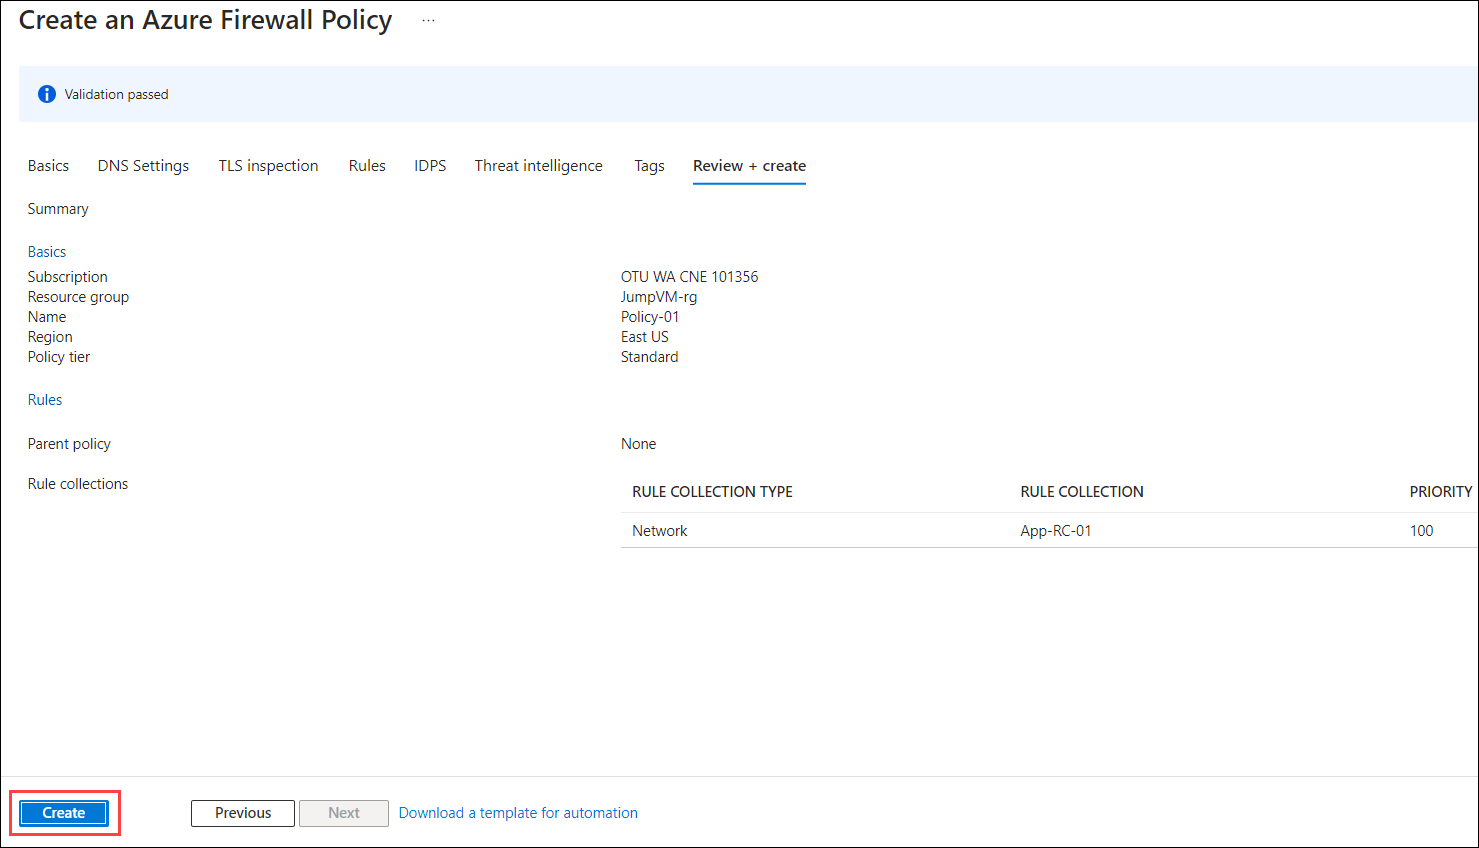 Create an Azure Firewall Policy ...
Validation passed
Basics DNS Settings TLS inspection Rules IDPS Threat intelligence Tags Review + create
Summary
Basics
Subscription OTU WA CNE 101356
Resource group JumpVM-rg
Name Policy-01
Region East US
Policy tier Standard
Rules
Parent policy None
Rule collections
RULE COLLECTION TYPE RULE COLLECTION PRIORITY
Network App-RC-01 100
Create Previous Next Download a template for automation